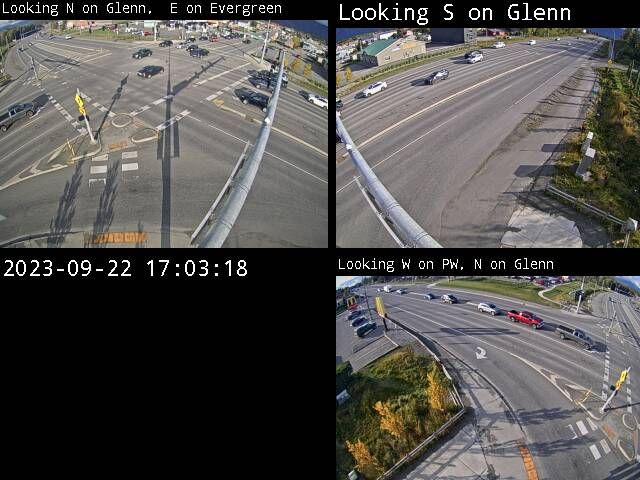 Looking N on Glenn,  E on Evergreen
Looking S on Glenn
2023-09-22 17:03:18
Looking W on PW, N on Glenn